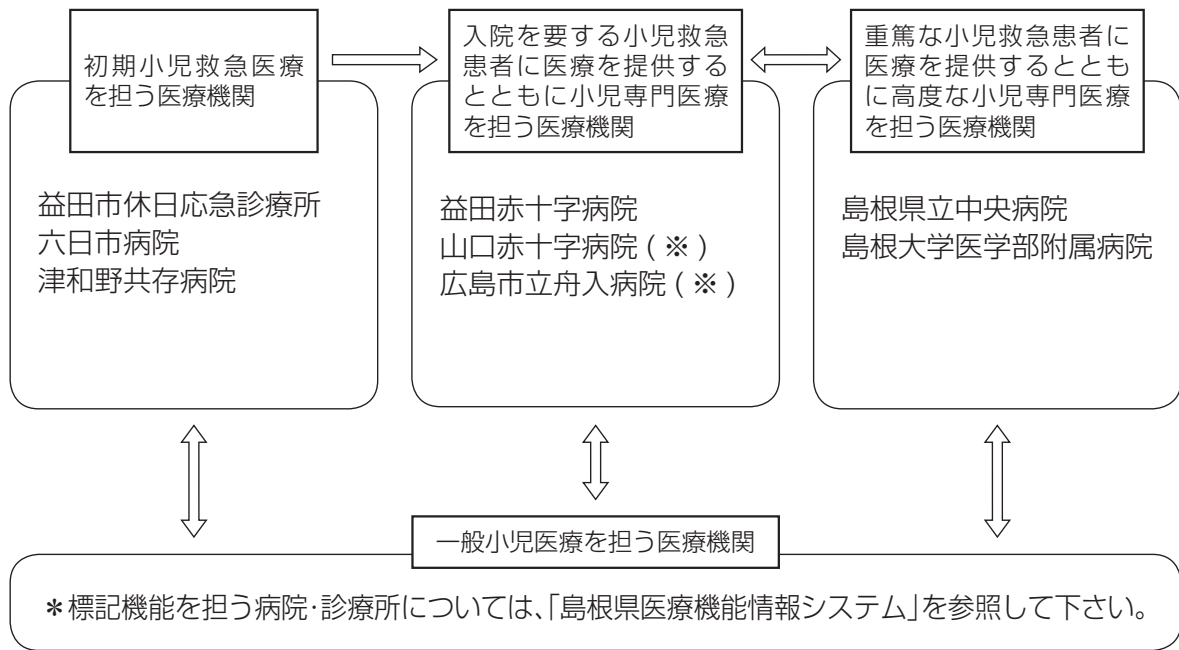 初期小児救急医療
を担う医療機関
入院を要する小児救急
患者に医療を提供する
とともに小児専門医療
を担う医療機関
重篤な小児救急患者に
医療を提供するととも
に高度な小児専門医療
を担う医療機関
益田市休日応急診療所
六日市病院
津和野共存病院
益田赤十字病院
山口赤十字病院 ( ※ )
広島市立舟入病院 ( ※ )
島根県立中央病院
島根大学医学部附属病院
一般小児医療を担う医療機関
＊標記機能を担う病院・診療所については、「島根県医療機能情報システム」を参照して下さい。